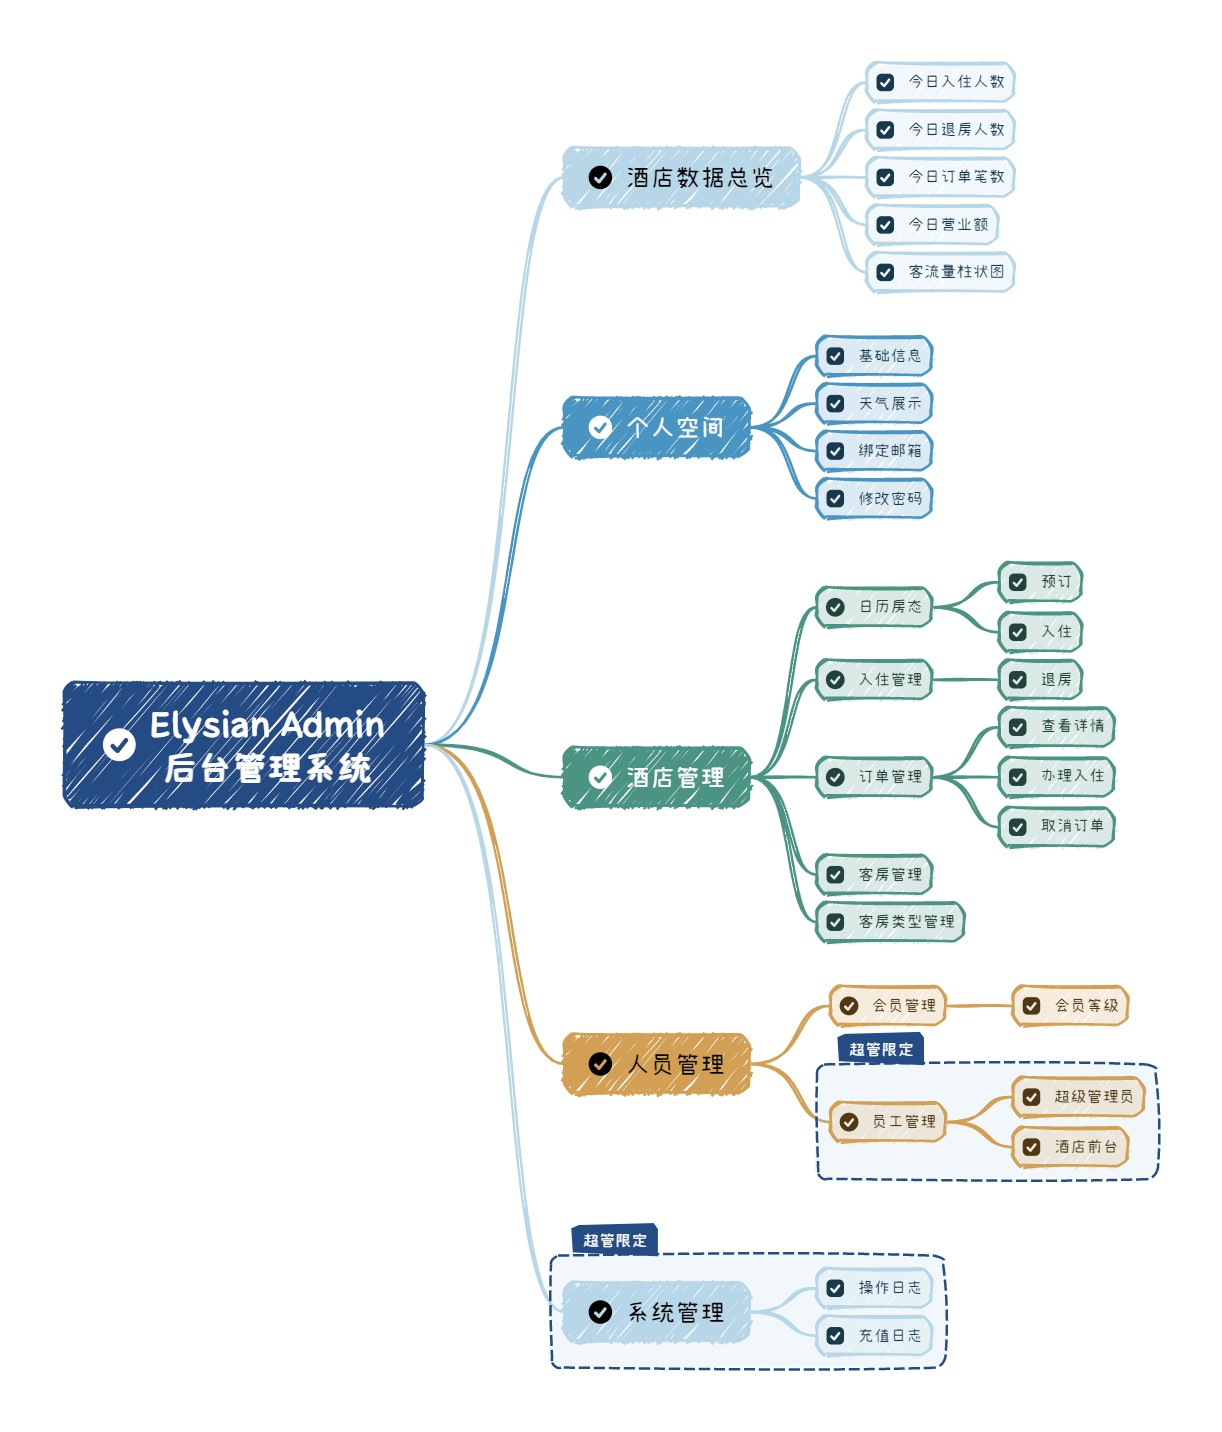 Elysian Admin
后台管理系统
酒店数据总览
今日入住人数
今日退房人数
今日订单笔数
今日营业额
客流量柱状图
个人空间
基础信息
天气展示
绑定邮箱
修改密码
酒店管理
日历房态
预订
入住
入住管理
退房
订单管理
查看详情
办理入住
取消订单
客房管理
客房类型管理
人员管理
会员管理
会员等级
超管限定
员工管理
超级管理员
酒店前台
超管限定
系统管理
操作日志
充值日志